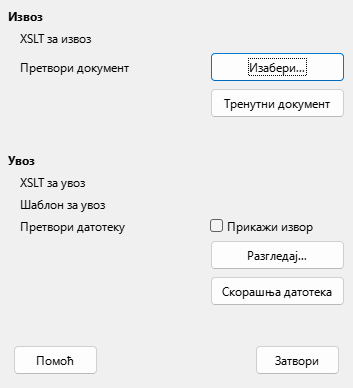 Извоз
XSLT за извоз
Претвори документ
Изабери...
Тренутни документ
Увоз
XSLT за увоз
Шаблон за увоз
Претвори датотеку
Прикажи извор
Разгледај...
Скорашња датотека
Помоћ
Затвори